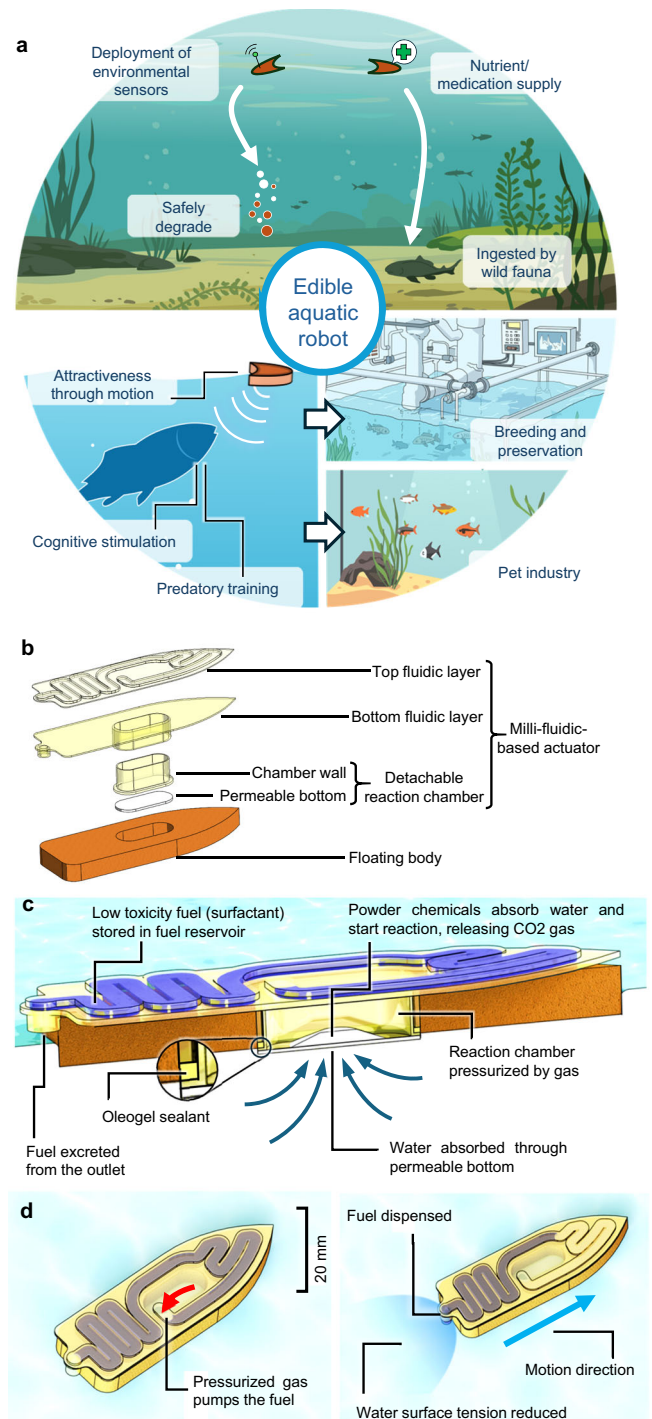 a
Deployment of
environmental
sensors
Nutrient/
medication supply
Safely
degrade
Ingested by
wild fauna
Edible
aquatic
robot
Attractiveness
through motion
Breeding and
preservation
Cognitive stimulation
Predatory training
Pet industry
b
Top fluidic layer
Bottom fluidic layer
Milli-fluidic-
based actuator
Chamber wall
Permeable bottom
Detachable
reaction chamber
Floating body
c
Low toxicity fuel (surfactant)
stored in fuel reservoir
Powder chemicals absorb water and
start reaction, releasing CO2 gas
Reaction chamber
pressurized by gas
Oleogel sealant
Fuel excreted
from the outlet
Water absorbed through
permeable bottom
d
20 mm
Pressurized gas
pumps the fuel
Fuel dispensed
Motion direction
Water surface tension reduced